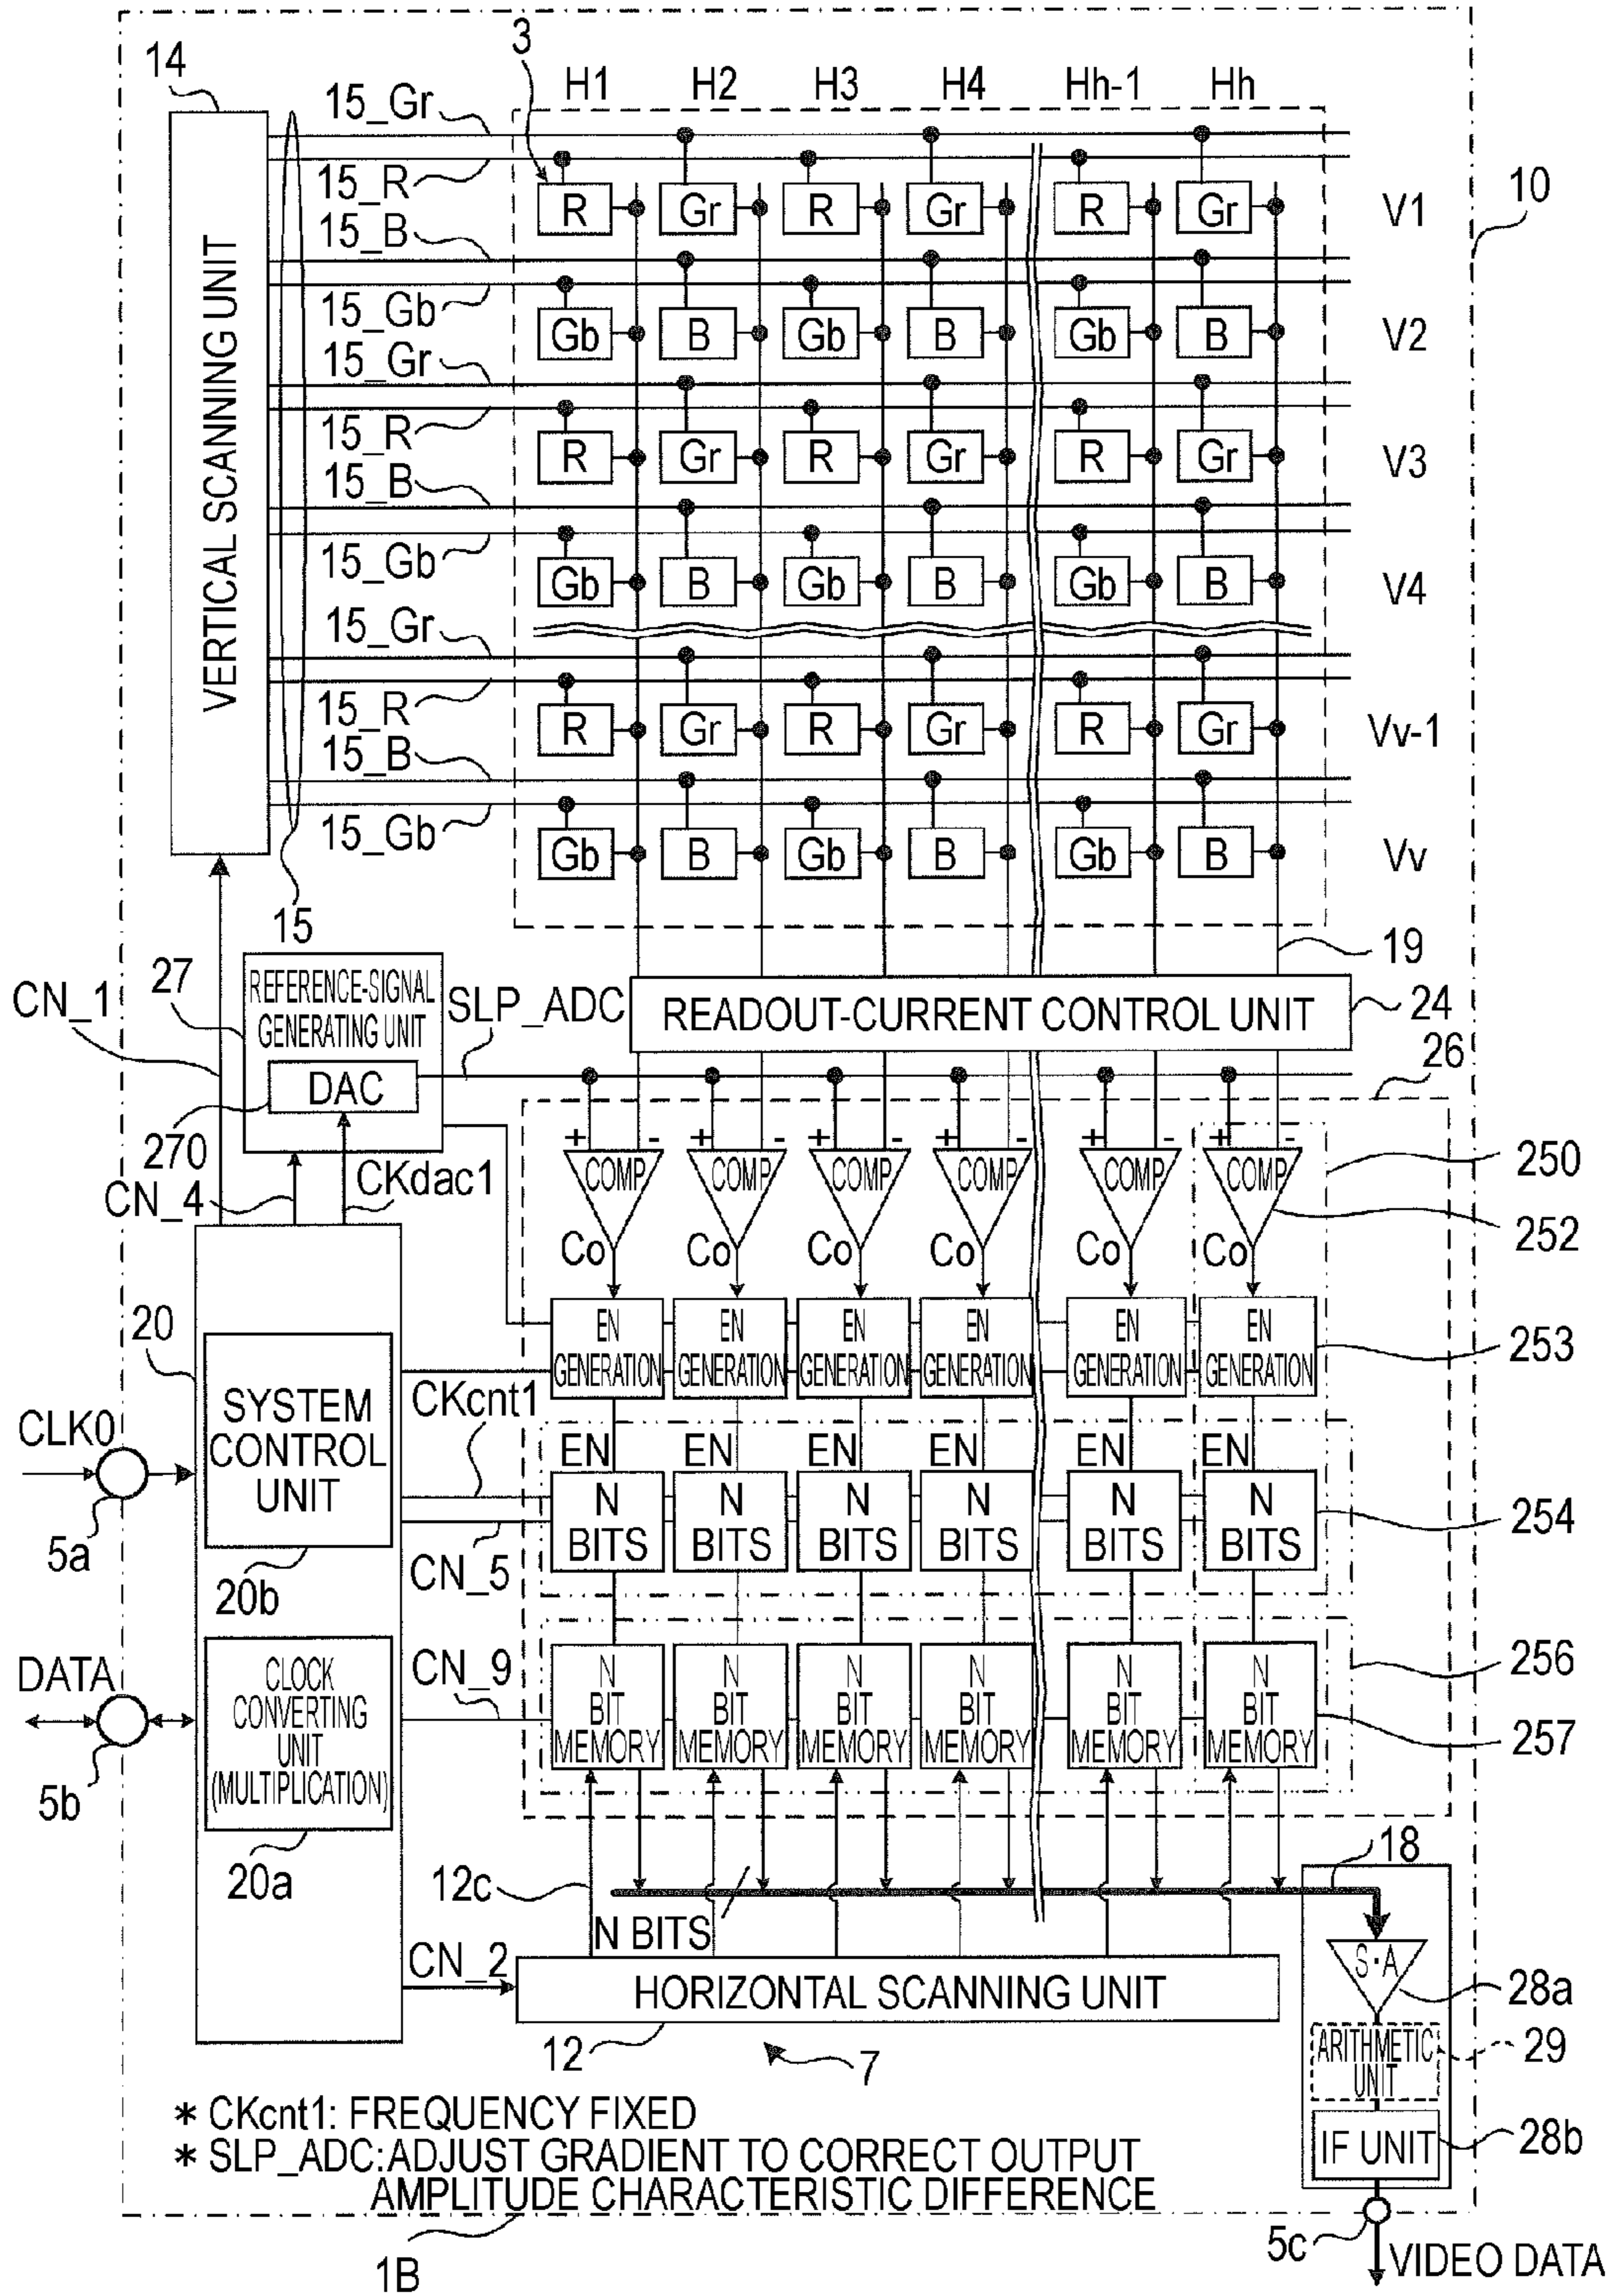 3
14
H1 H2 H3 H4 Hh-1 Hh
15_Gr
15_R
R Gr R Gr R Gr V1
10
15_B
15_Gb
Gb B Gb B Gb B V2
15_Gr
15_R
R Gr R Gr R Gr V3
15_B
15_Gb
Gb B Gb B Gb B V4
15_Gr
15_R
R Gr R Gr R Gr Vv-1
15_B
15_Gb
Gb B Gb B Gb B Vv
VERTICAL SCANNING UNIT
15
19
27
REFERENCE-SIGNAL
GENERATING UNIT
DAC
270
CN_1
SLP_ADC
READOUT-CURRENT CONTROL UNIT
24
26
CN_4
CKdac1
+ - + - + - + - + - + -
COMP COMP COMP COMP COMP COMP
250
252
Co Co Co Co Co Co
EN EN EN EN EN EN
GENERATION GENERATION GENERATION GENERATION GENERATION GENERATION
253
20
SYSTEM
CONTROL
UNIT
20b
CLK0
5a
CKcnt1
EN EN EN EN EN EN
N N N N N N
BITS BITS BITS BITS BITS BITS
254
CN_5
DATA
5b
CLOCK
CONVERTING
UNIT
(MULTIPLICATION)
20a
CN_9
N N N N N N
BIT BIT BIT BIT BIT BIT
MEMORY MEMORY MEMORY MEMORY MEMORY MEMORY
256
257
12c
N BITS
18
CN_2
HORIZONTAL SCANNING UNIT
12
7
S·A
28a
ARITHMETIC
UNIT
29
IF UNIT
28b
5c
VIDEO DATA
* CKcnt1: FREQUENCY FIXED
* SLP_ADC:ADJUST GRADIENT TO CORRECT OUTPUT
AMPLITUDE CHARACTERISTIC DIFFERENCE
1B